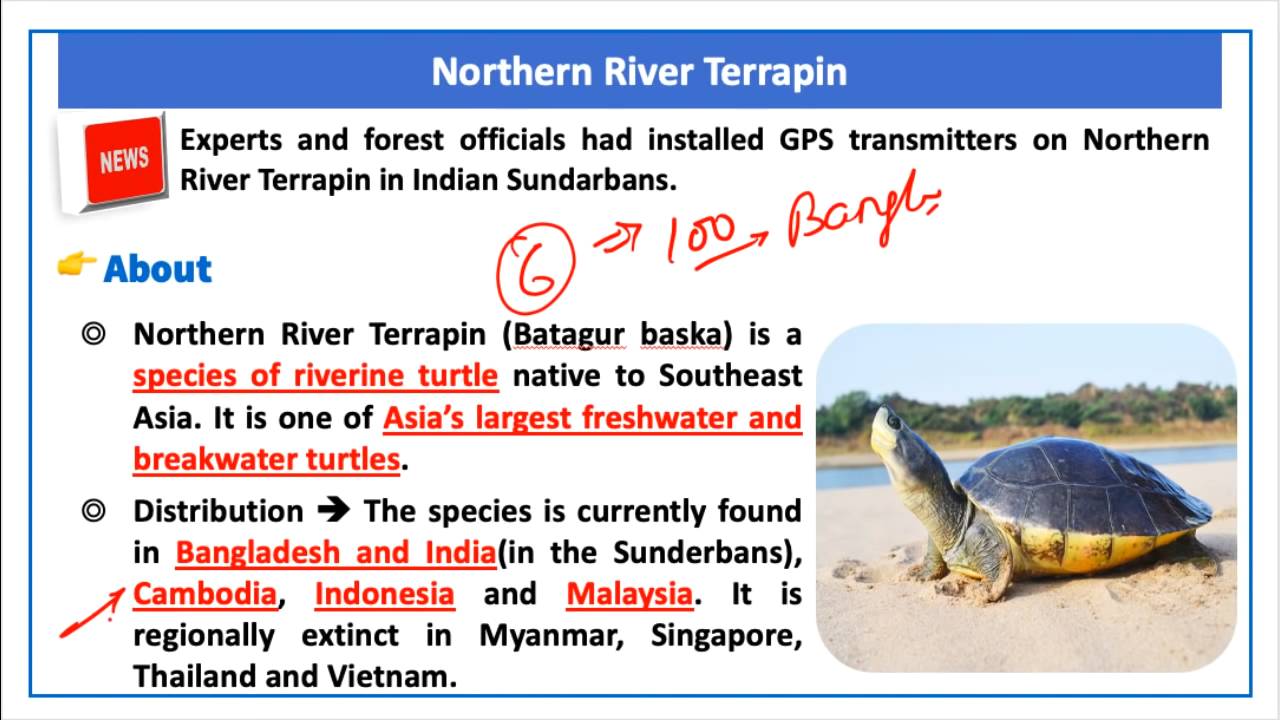 Northern River Terrapin
NEWS
Experts and forest officials had installed GPS transmitters on Northern
River Terrapin in Indian Sundarbans.
6 ⇒ 100 → Bangl
About
◎ Northern River Terrapin (Batagur baska) is a
species of riverine turtle native to Southeast
Asia. It is one of Asia's largest freshwater and
breakwater turtles.
◎ Distribution ➔ The species is currently found
in Bangladesh and India(in the Sunderbans),
Cambodia, Indonesia and Malaysia. It is
regionally extinct in Myanmar, Singapore,
Thailand and Vietnam.